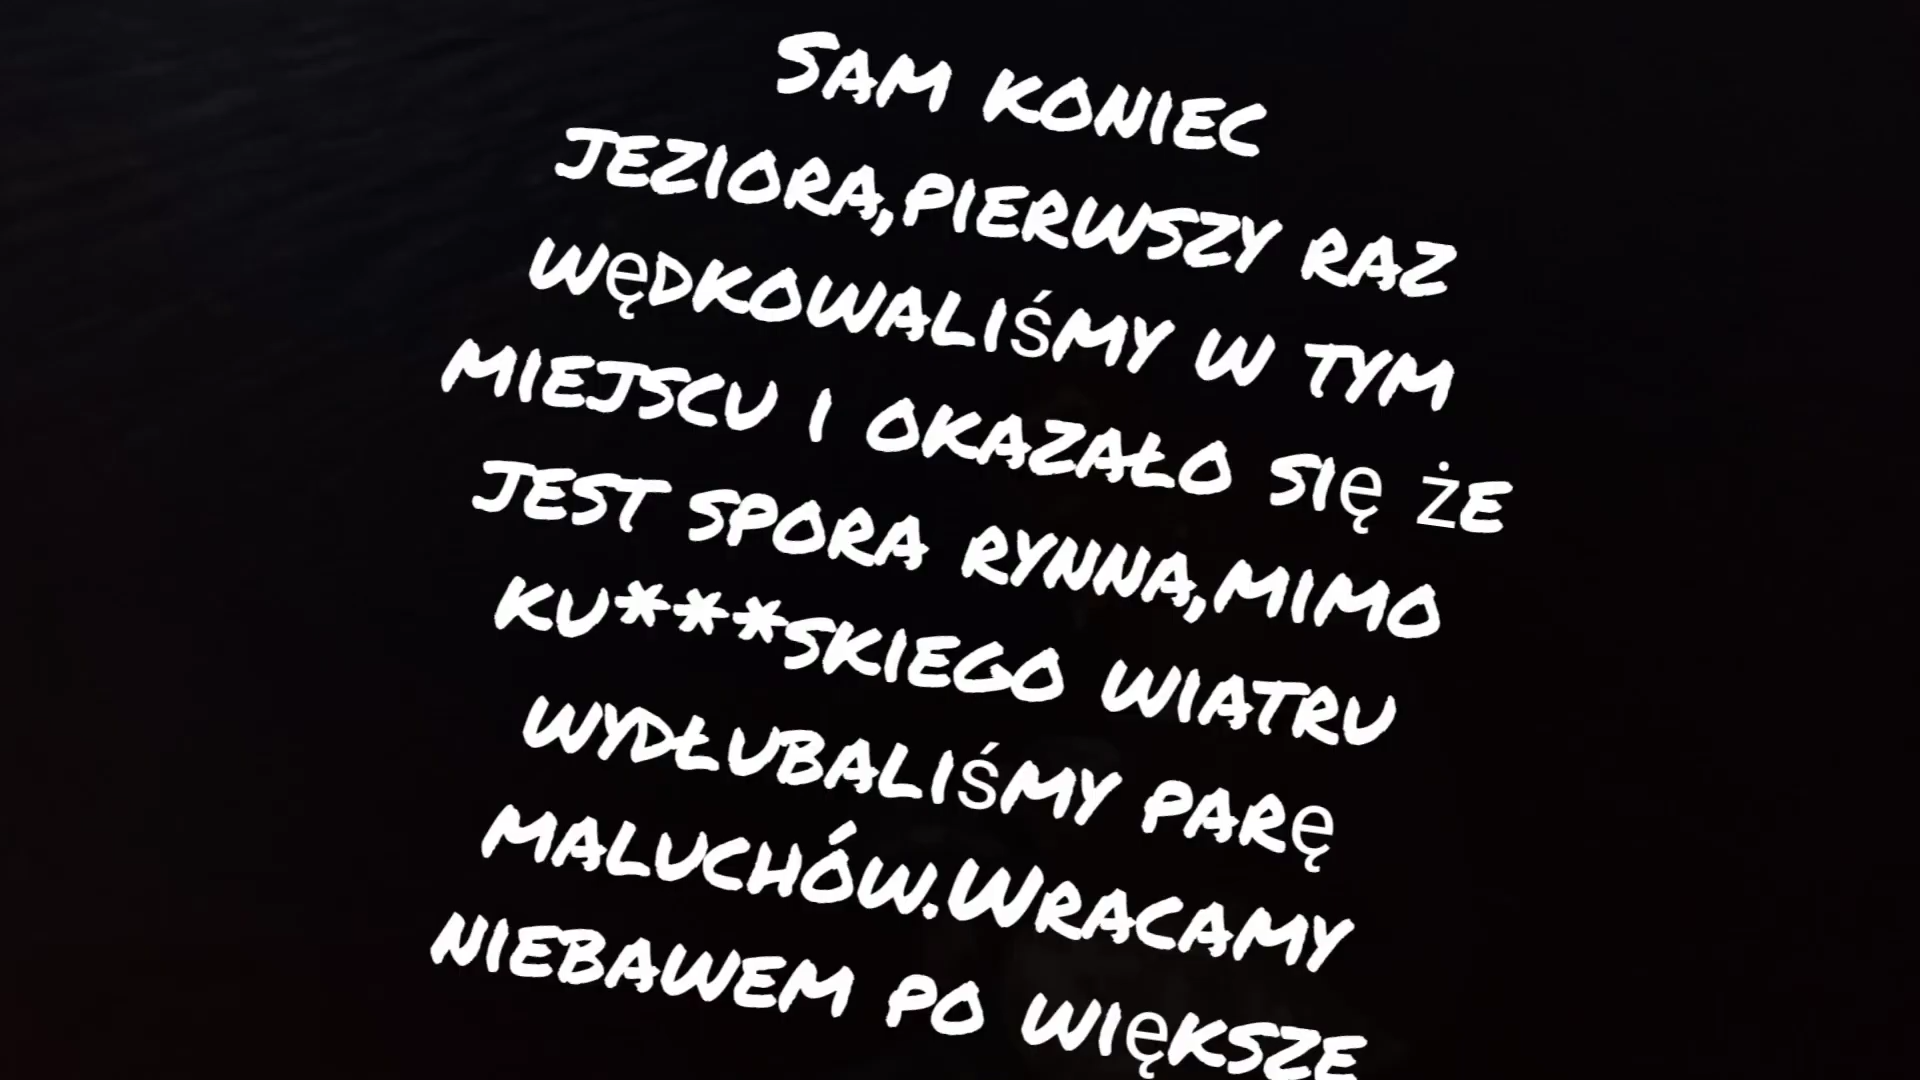 Sam koniec
jeziora,pierwszy raz
wędkowaliśmy w tym
miejscu i okazało się że
jest spora rynna,mimo
ku***skiego wiatru
wydłubaliśmy parę
maluchów.Wracamy
niebawem po większe